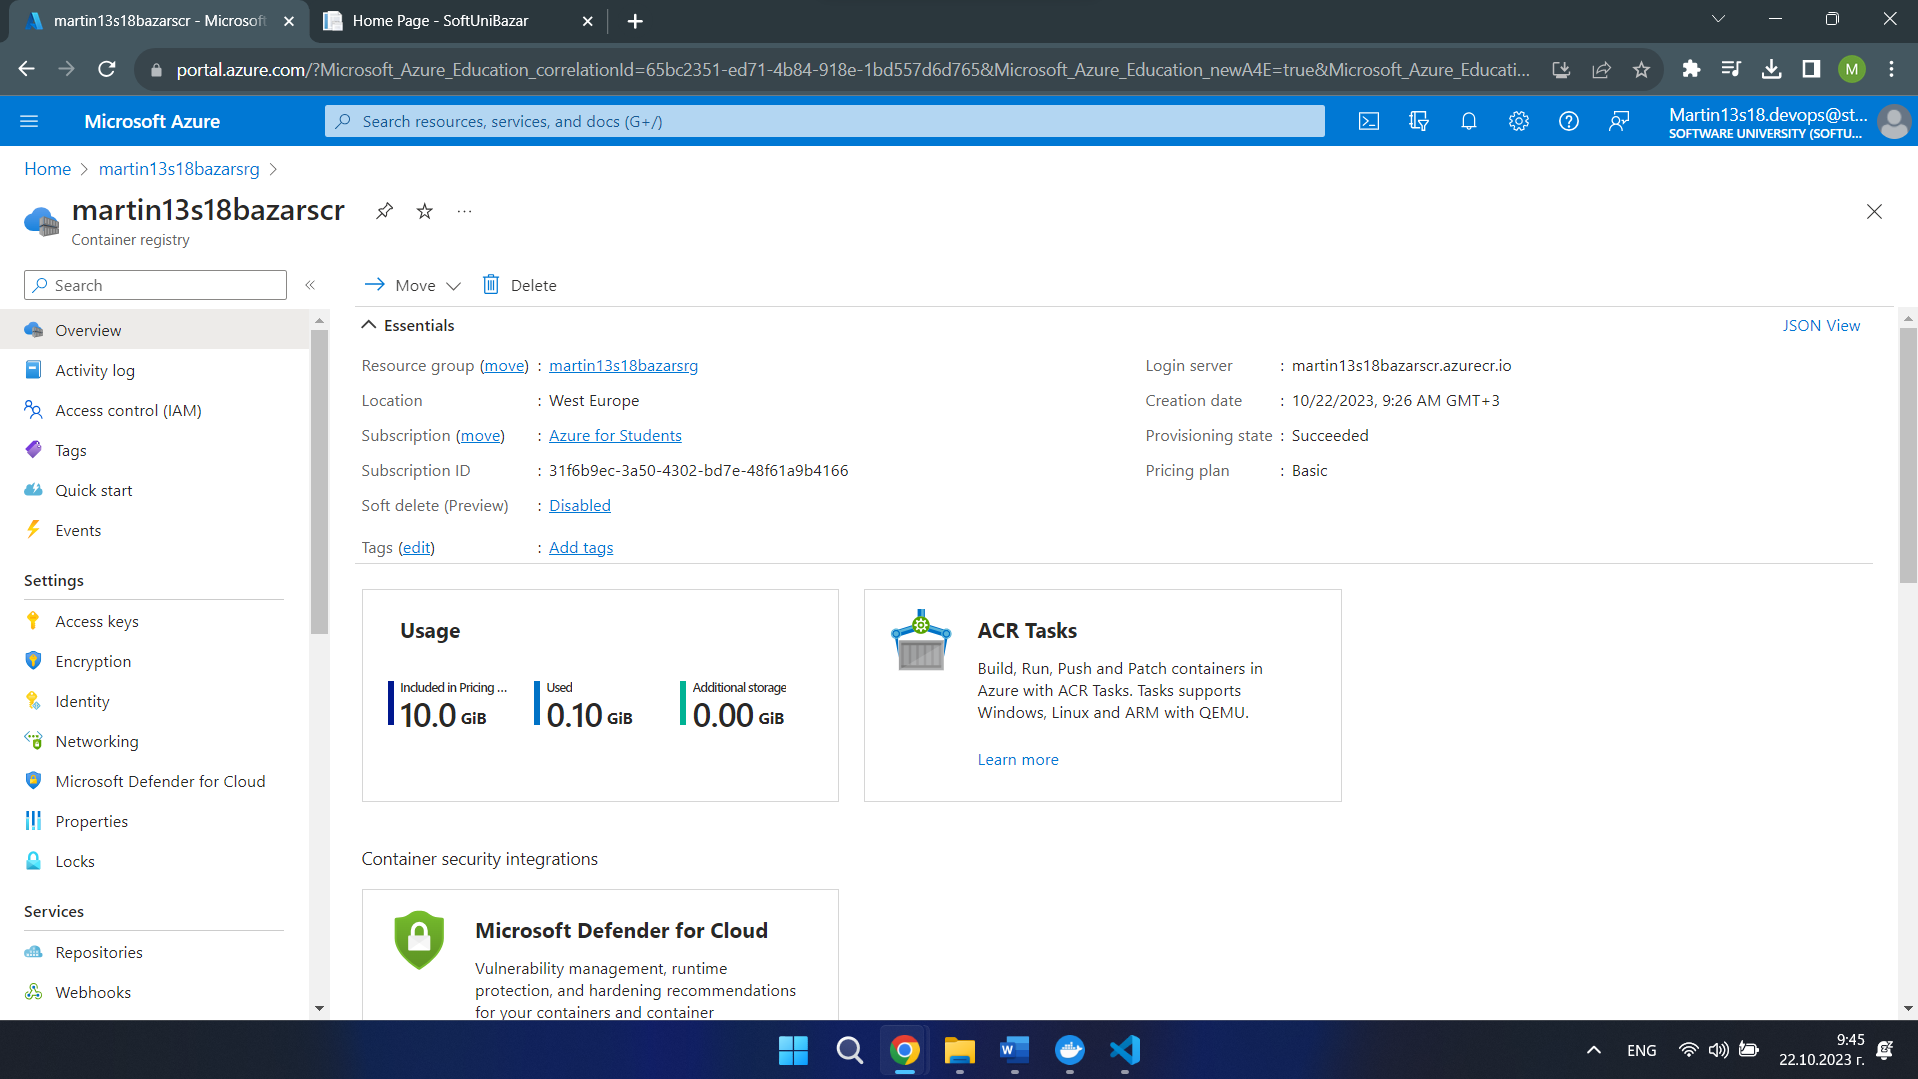 martin13s18bazarscr - Microsoft
Home Page - SoftUniBazar
portal.azure.com/?Microsoft_Azure_Education_correlationId=65bc2351-ed71-4b84-918e-1bd557d6d765&Microsoft_Azure_Education_newA4E=true&Microsoft_Azure_Educati...
M
Microsoft Azure
Search resources, services, and docs (G+/)
Martin13s18.devops@st...
SOFTWARE UNIVERSITY (SOFTU...
Home > martin13s18bazarsrg >
martin13s18bazarscr
Container registry
Search
Move
Delete
Overview
Activity log
Access control (IAM)
Tags
Quick start
Events
Settings
Access keys
Encryption
Identity
Networking
Microsoft Defender for Cloud
Properties
Locks
Services
Repositories
Webhooks
Essentials
JSON View
Resource group (move) : martin13s18bazarsrg
Location : West Europe
Subscription (move) : Azure for Students
Subscription ID : 31f6b9ec-3a50-4302-bd7e-48f61a9b4166
Soft delete (Preview) : Disabled
Tags (edit) : Add tags
Login server : martin13s18bazarscr.azurecr.io
Creation date : 10/22/2023, 9:26 AM GMT+3
Provisioning state : Succeeded
Pricing plan : Basic
Usage
Included in Pricing ...
10.0 GiB
Used
0.10 GiB
Additional storage
0.00 GiB
ACR Tasks
Build, Run, Push and Patch containers in
Azure with ACR Tasks. Tasks supports
Windows, Linux and ARM with QEMU.
Learn more
Container security integrations
Microsoft Defender for Cloud
Vulnerability management, runtime
protection, and hardening recommendations
for your containers and container
ENG
9:45
22.10.2023 г.